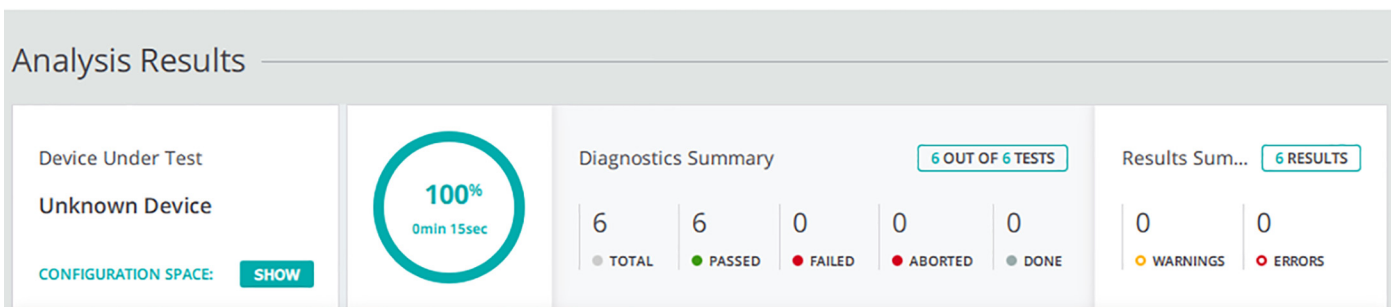 Analysis Results
Device Under Test
Unknown Device
CONFIGURATION SPACE: SHOW
100%
0min 15sec
Diagnostics Summary 6 OUT OF 6 TESTS
6 6 0 0 0
TOTAL PASSED FAILED ABORTED DONE
Results Sum... 6 RESULTS
0 0
WARNINGS ERRORS